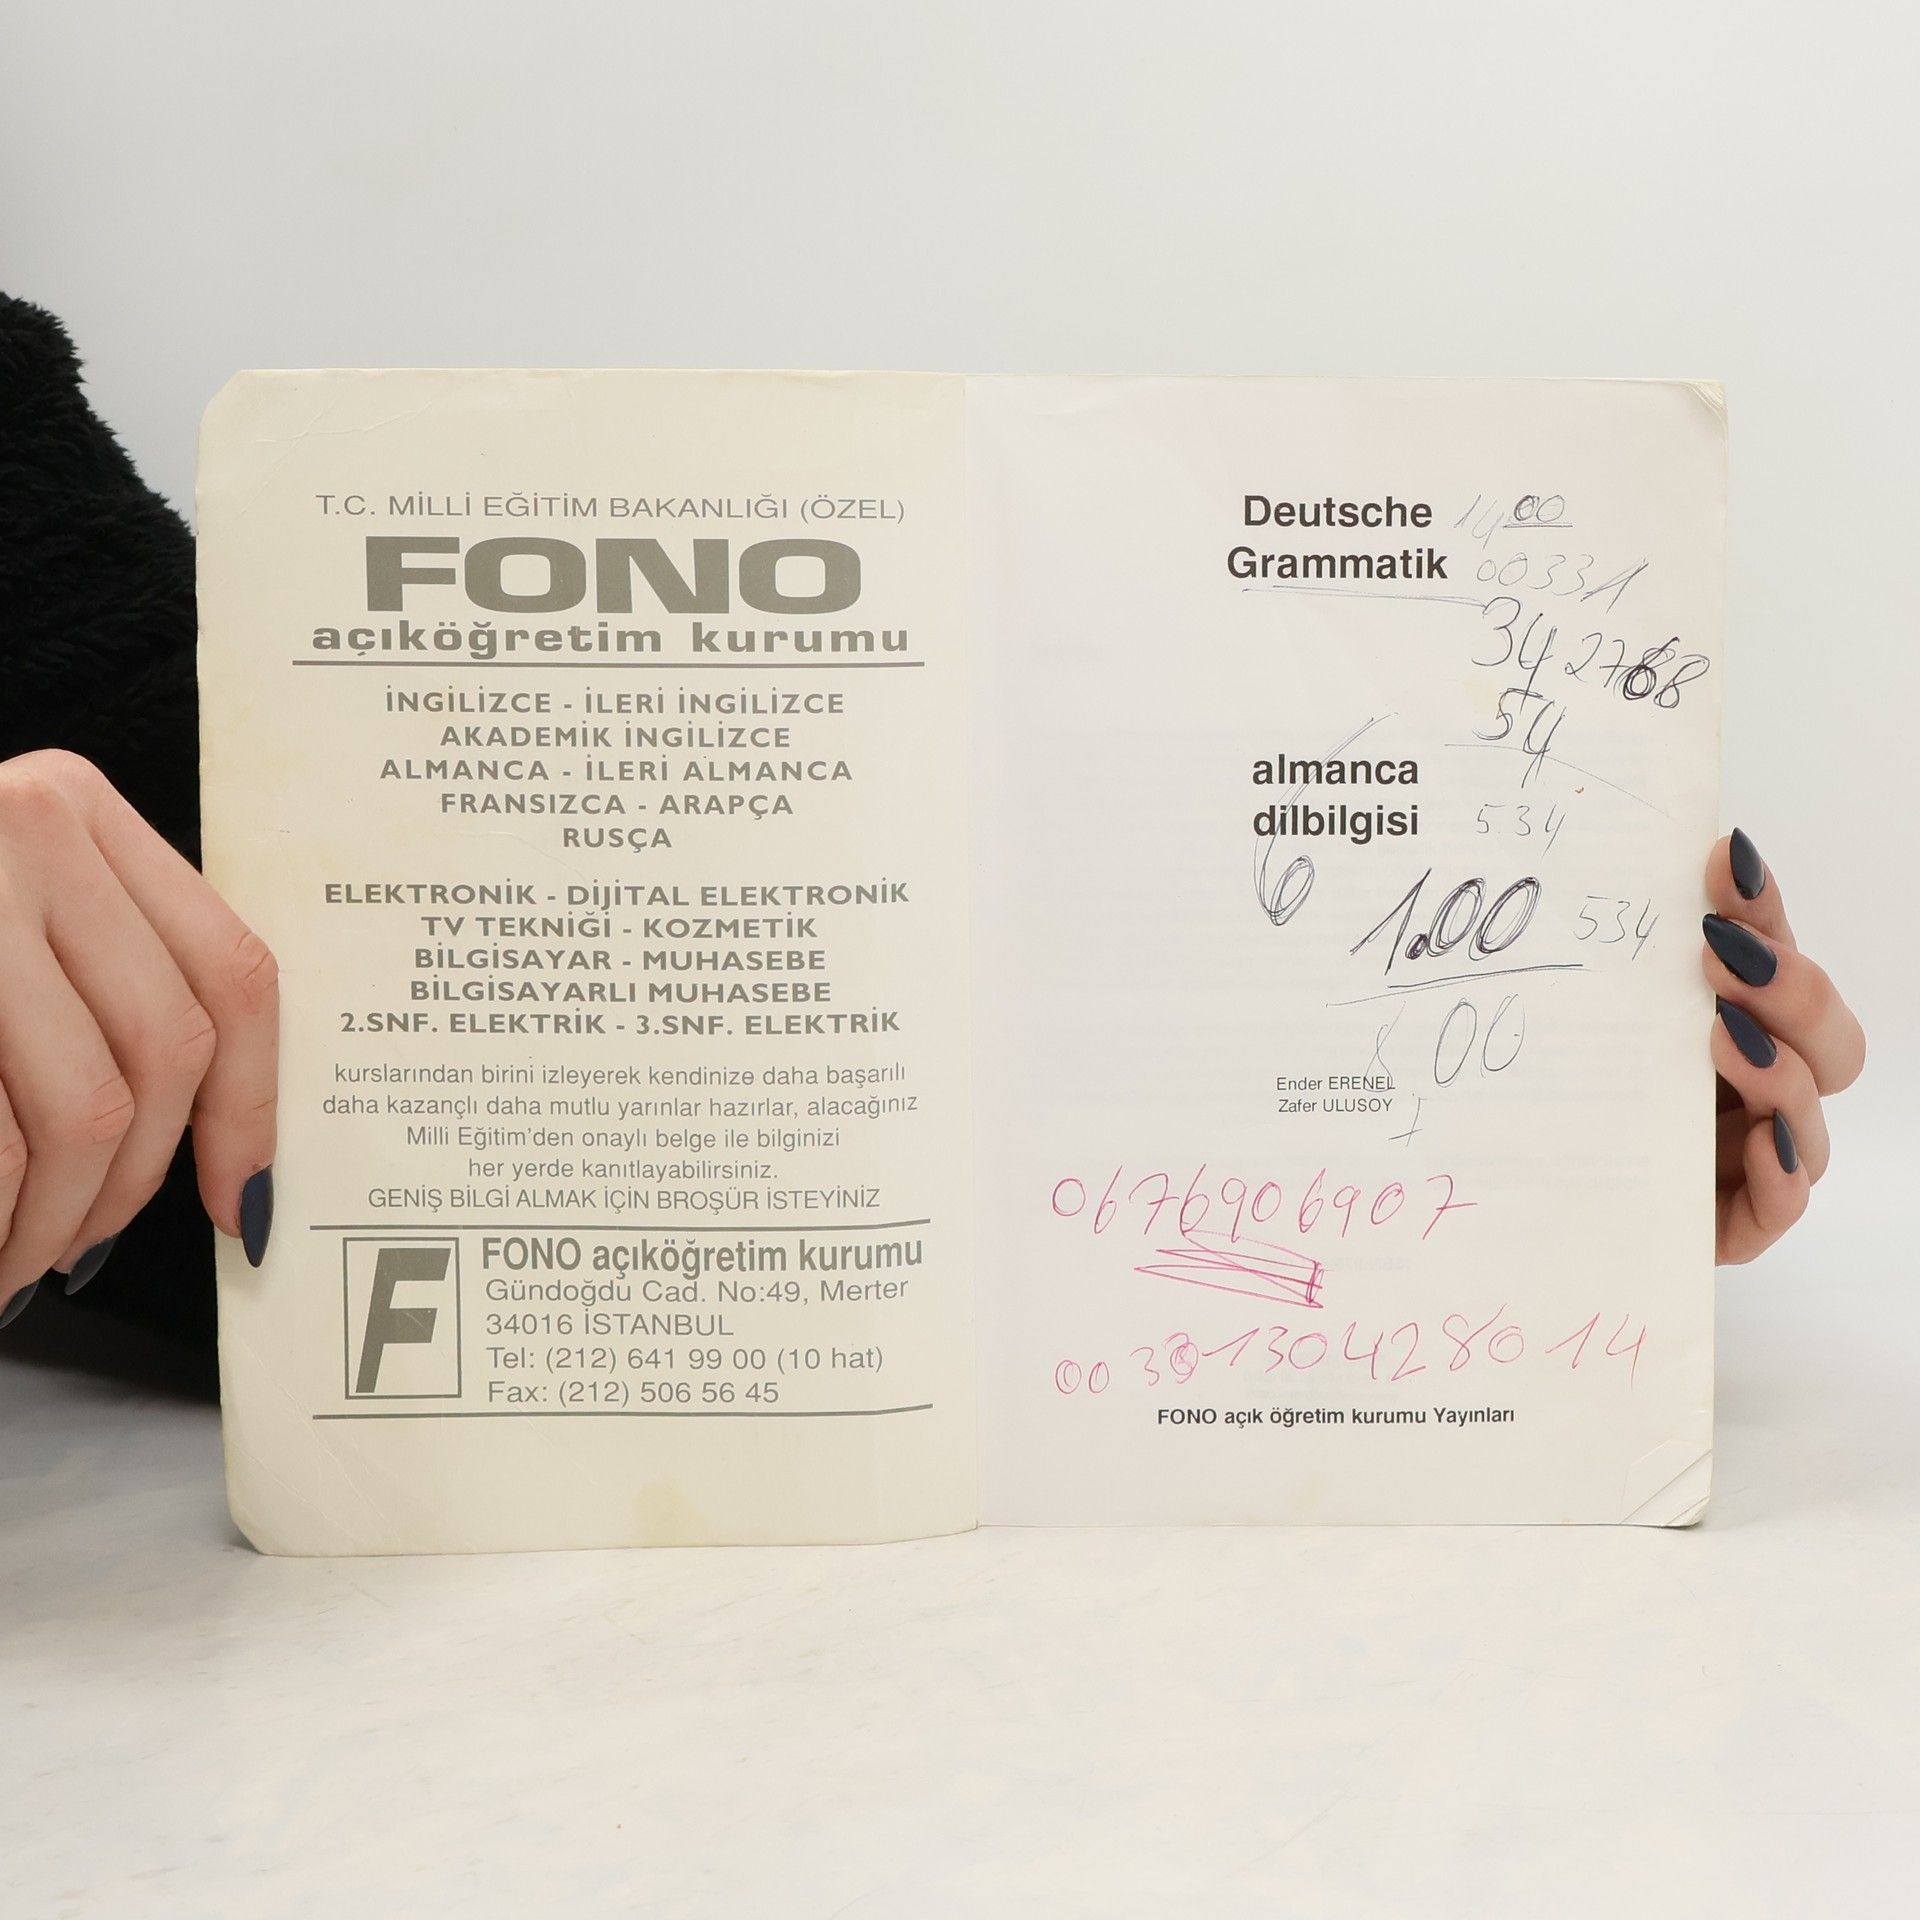 T.C. MİLLİ EĞİTİM BAKANLIĞI (ÖZEL)
FONO
açıköğretim kurumu
İNGİLİZCE - İLERİ İNGİLİZCE
AKADEMİK İNGİLİZCE
ALMANCA - İLERİ ALMANCA
FRANSIZCA - ARAPÇA
RUSÇA
ELEKTRONİK - DİJİTAL ELEKTRONİK
TV TEKNİĞİ - KOZMETİK
BİLGİSAYAR - MUHASEBE
BİLGİSAYARLI MUHASEBE
2.SNF. ELEKTRİK - 3.SNF. ELEKTRİK
kurslarından birini izleyerek kendinize daha başarılı
daha kazançlı daha mutlu yarınlar hazırlar, alacağınız
Milli Eğitim'den onaylı belge ile bilginizi
her yerde kanıtlayabilirsiniz.
GENİŞ BİLGİ ALMAK İÇİN BROŞÜR İSTEYİNİZ
F
FONO açıköğretim kurumu
Gündoğdu Cad. No:49, Merter
34016 İSTANBUL
Tel: (212) 641 99 00 (10 hat)
Fax: (212) 506 56 45
Deutsche 1400
Grammatik 00331
34
54
almanca
dilbilgisi 534
6
1.00 534
00
Ender ERENEL
Zafer ULUSOY
0676906907
FONO açık öğretim kurumu Yayınları